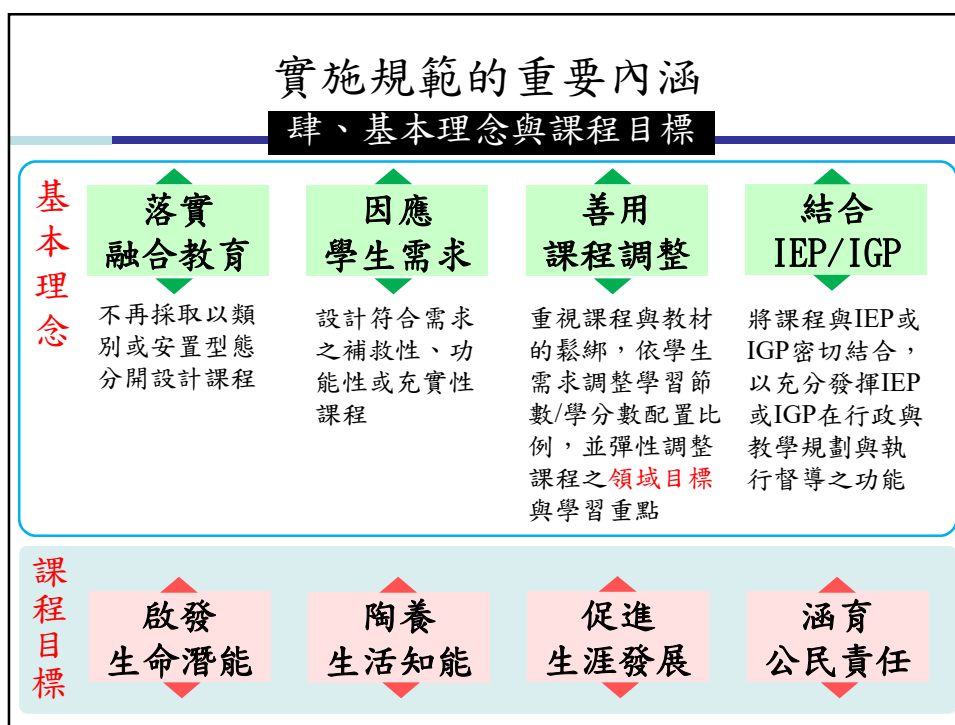 實施規範的重要內涵
肆、基本理念與課程目標
基本理念
落實
融合教育
不再採取以類
別或安置型態
分開設計課程
因應
學生需求
設計符合需求
之補救性、功
能性或充實性
課程
善用
課程調整
重視課程與教材
的鬆綁，依學生
需求調整學習節
數/學分數配置比
例，並彈性調整
課程之領域目標
與學習重點
結合
IEP/IGP
將課程與IEP或
IGP密切結合，
以充分發揮IEP
或IGP在行政與
教學規劃與執
行督導之功能
課程目標
啟發
生命潛能
陶養
生活知能
促進
生涯發展
涵育
公民責任